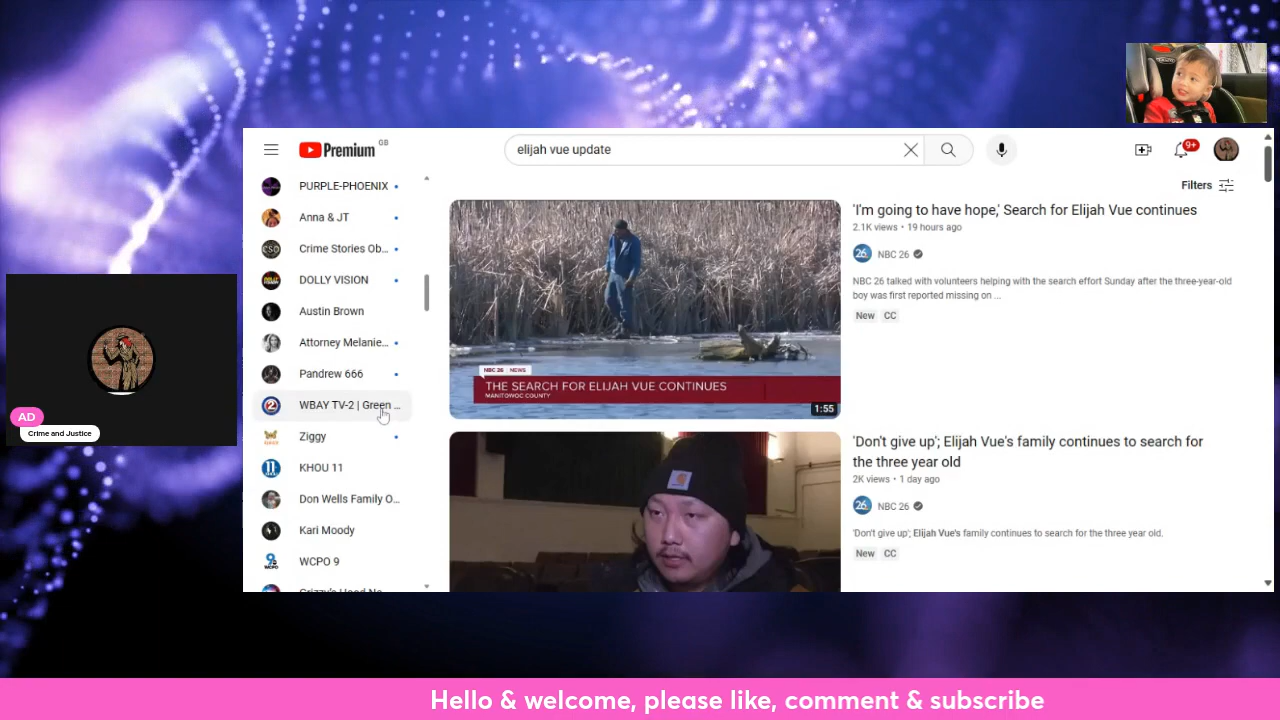 Premium GB
elijah vue update
9+
Filters
PURPLE-PHOENIX
Anna & JT
Crime Stories Ob...
DOLLY VISION
Austin Brown
Attorney Melanie...
Pandrew 666
WBAY TV-2 | Green ...
Ziggy
KHOU 11
Don Wells Family O...
Kari Moody
WCPO 9
NBC 26 NEWS
THE SEARCH FOR ELIJAH VUE CONTINUES
MANITOWOC COUNTY
1:55
'I'm going to have hope,' Search for Elijah Vue continues
2.1K views • 19 hours ago
NBC 26
NBC 26 talked with volunteers helping with the search effort Sunday after the three-year-old
boy was first reported missing on ...
New CC
'Don't give up'; Elijah Vue's family continues to search for
the three year old
2K views • 1 day ago
NBC 26
'Don't give up'; Elijah Vue's family continues to search for the three year old.
New CC
carhartt
AD
Crime and Justice
Hello & welcome, please like, comment & subscribe